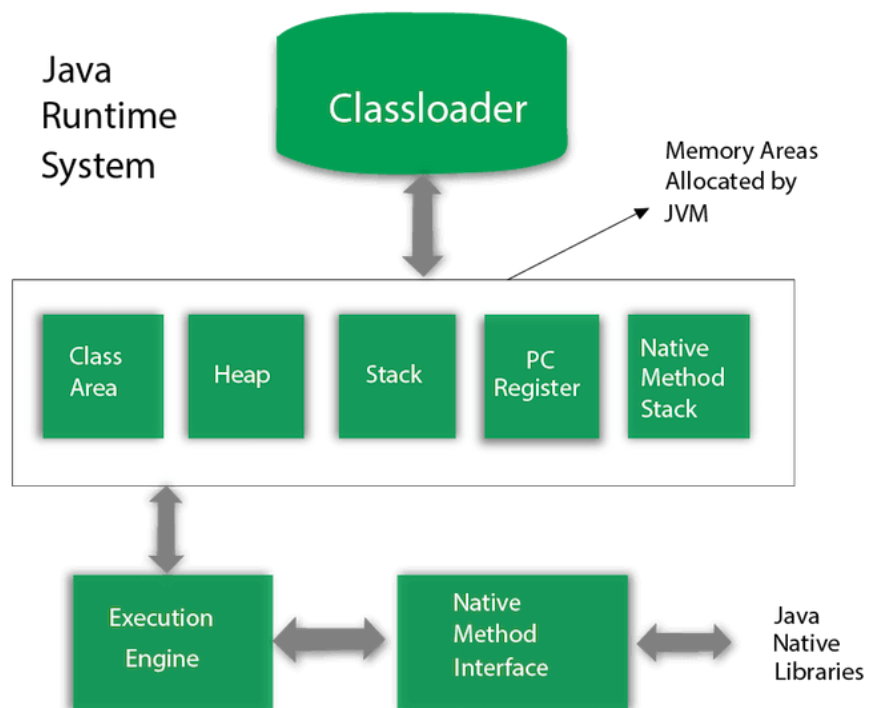 Java
Runtime
System
Classloader
Memory Areas
Allocated by
JVM
Class
Area
Heap
Stack
PC
Register
Native
Method
Stack
Execution
Engine
Native
Method
Interface
Java
Native
Libraries